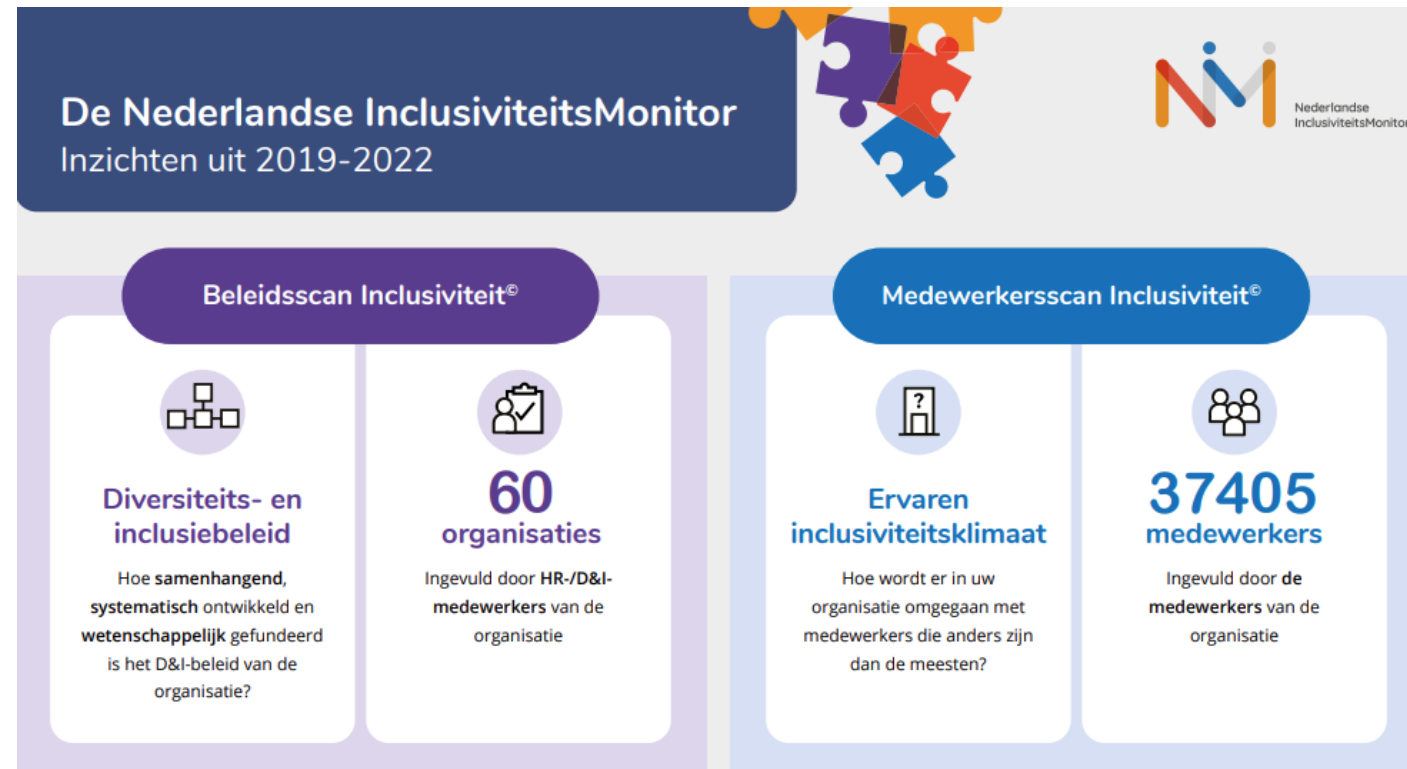 De Nederlandse InclusiviteitsMonitor
Inzichten uit 2019-2022
Nederlandse
InclusiviteitsMonitor
Beleidsscan Inclusiviteit©
Diversiteits- en
inclusiebeleid
Hoe samenhangend,
systematisch ontwikkeld en
wetenschappelijk gefundeerd
is het D&I-beleid van de
organisatie?
60
organisaties
Ingevuld door HR-/D&I-
medewerkers van de
organisatie
Medewerkersscan Inclusiviteit©
?
Ervaren
inclusiviteitsklimaat
Hoe wordt er in uw
organisatie omgegaan met
medewerkers die anders zijn
dan de meesten?
37405
medewerkers
Ingevuld door de
medewerkers van de
organisatie